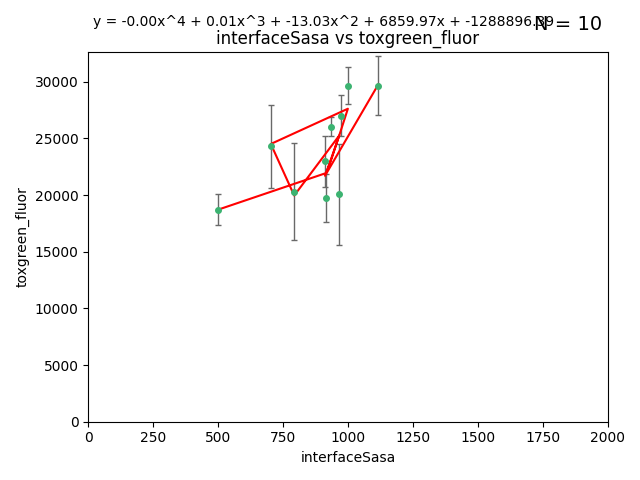 y = -0.00x^4 + 0.01x^3 + -13.03x^2 + 6859.97x + -1288896.39
N = 10
interfaceSasa vs toxgreen_fluor
30000
25000
20000
15000
10000
5000
0
toxgreen_fluor
0 250 500 750 1000 1250 1500 1750 2000
interfaceSasa